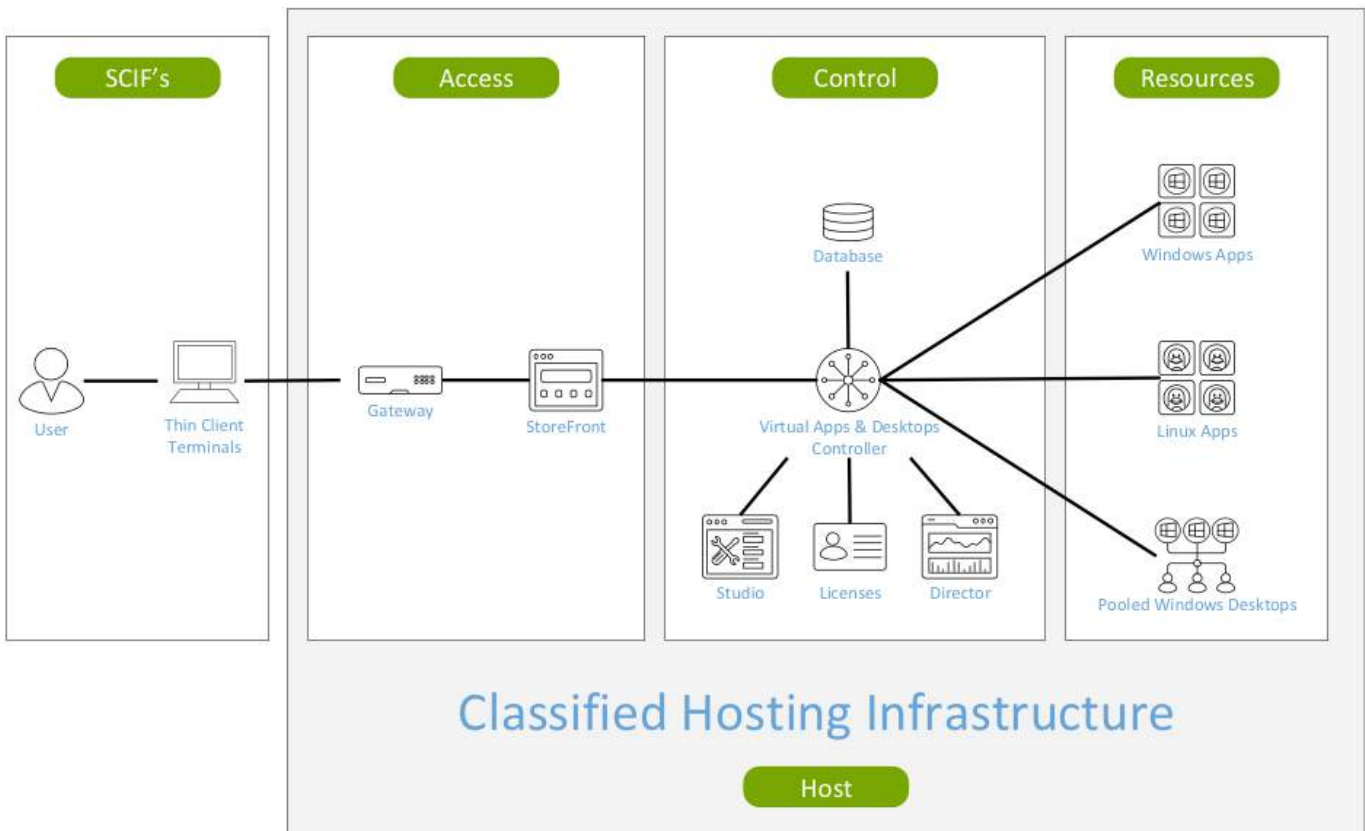 SCIF's
Access
Control
Resources
Database
Windows Apps
User
Thin Client
Terminals
Gateway
StoreFront
Virtual Apps & Desktops
Controller
Linux Apps
Studio
Licenses
Director
Pooled Windows Desktops
Classified Hosting Infrastructure
Host